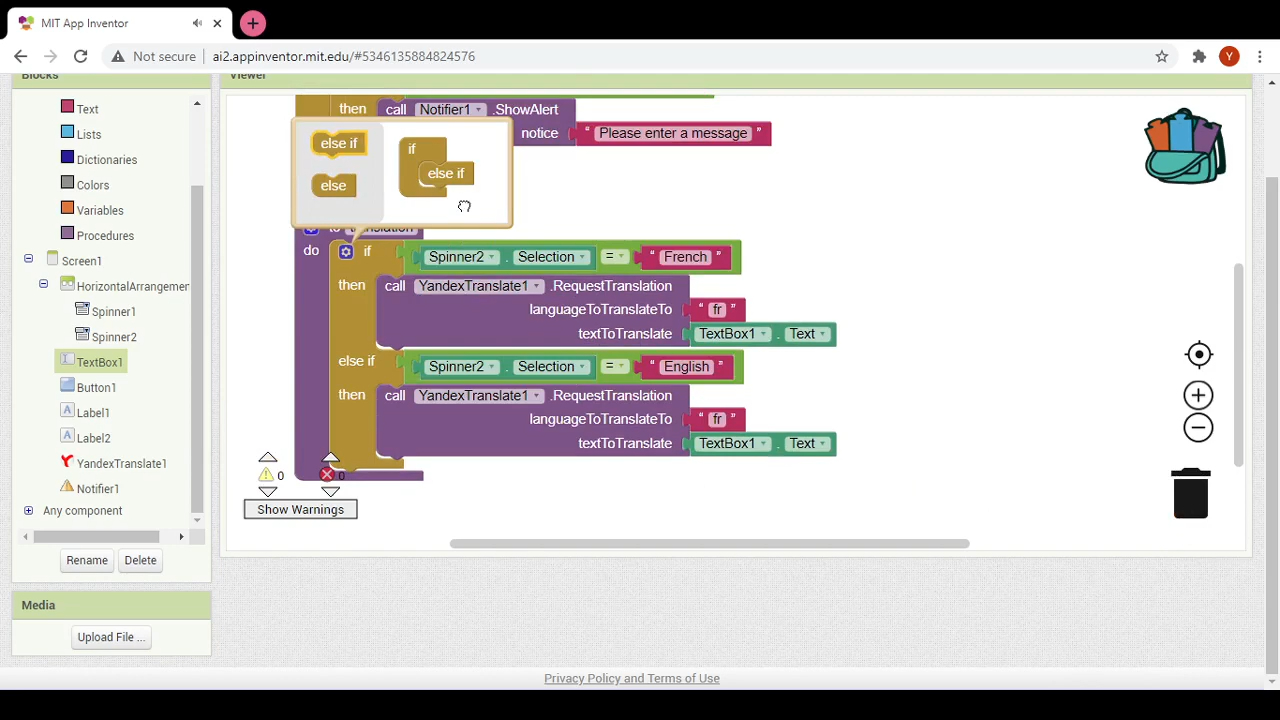 MIT App Inventor
Not secure
ai2.appinventor.mit.edu/#5346135884824576
Y
Blocks
Viewer
Text
Lists
Dictionaries
Colors
Variables
Procedures
Screen1
HorizontalArrangemen
Spinner1
Spinner2
TextBox1
Button1
Label1
Label2
YandexTranslate1
Notifier1
Any component
Rename
Delete
Media
Upload File ...
then call Notifier1 .ShowAlert
notice " Please enter a message "
else if
else
if
else if
to translation
do if Spinner2 . Selection = " French "
then call YandexTranslate1 .RequestTranslation
languageToTranslateTo " fr "
textToTranslate TextBox1 . Text
else if Spinner2 . Selection = " English "
then call YandexTranslate1 .RequestTranslation
languageToTranslateTo " fr "
textToTranslate TextBox1 . Text
0 0
Show Warnings
Privacy Policy and Terms of Use